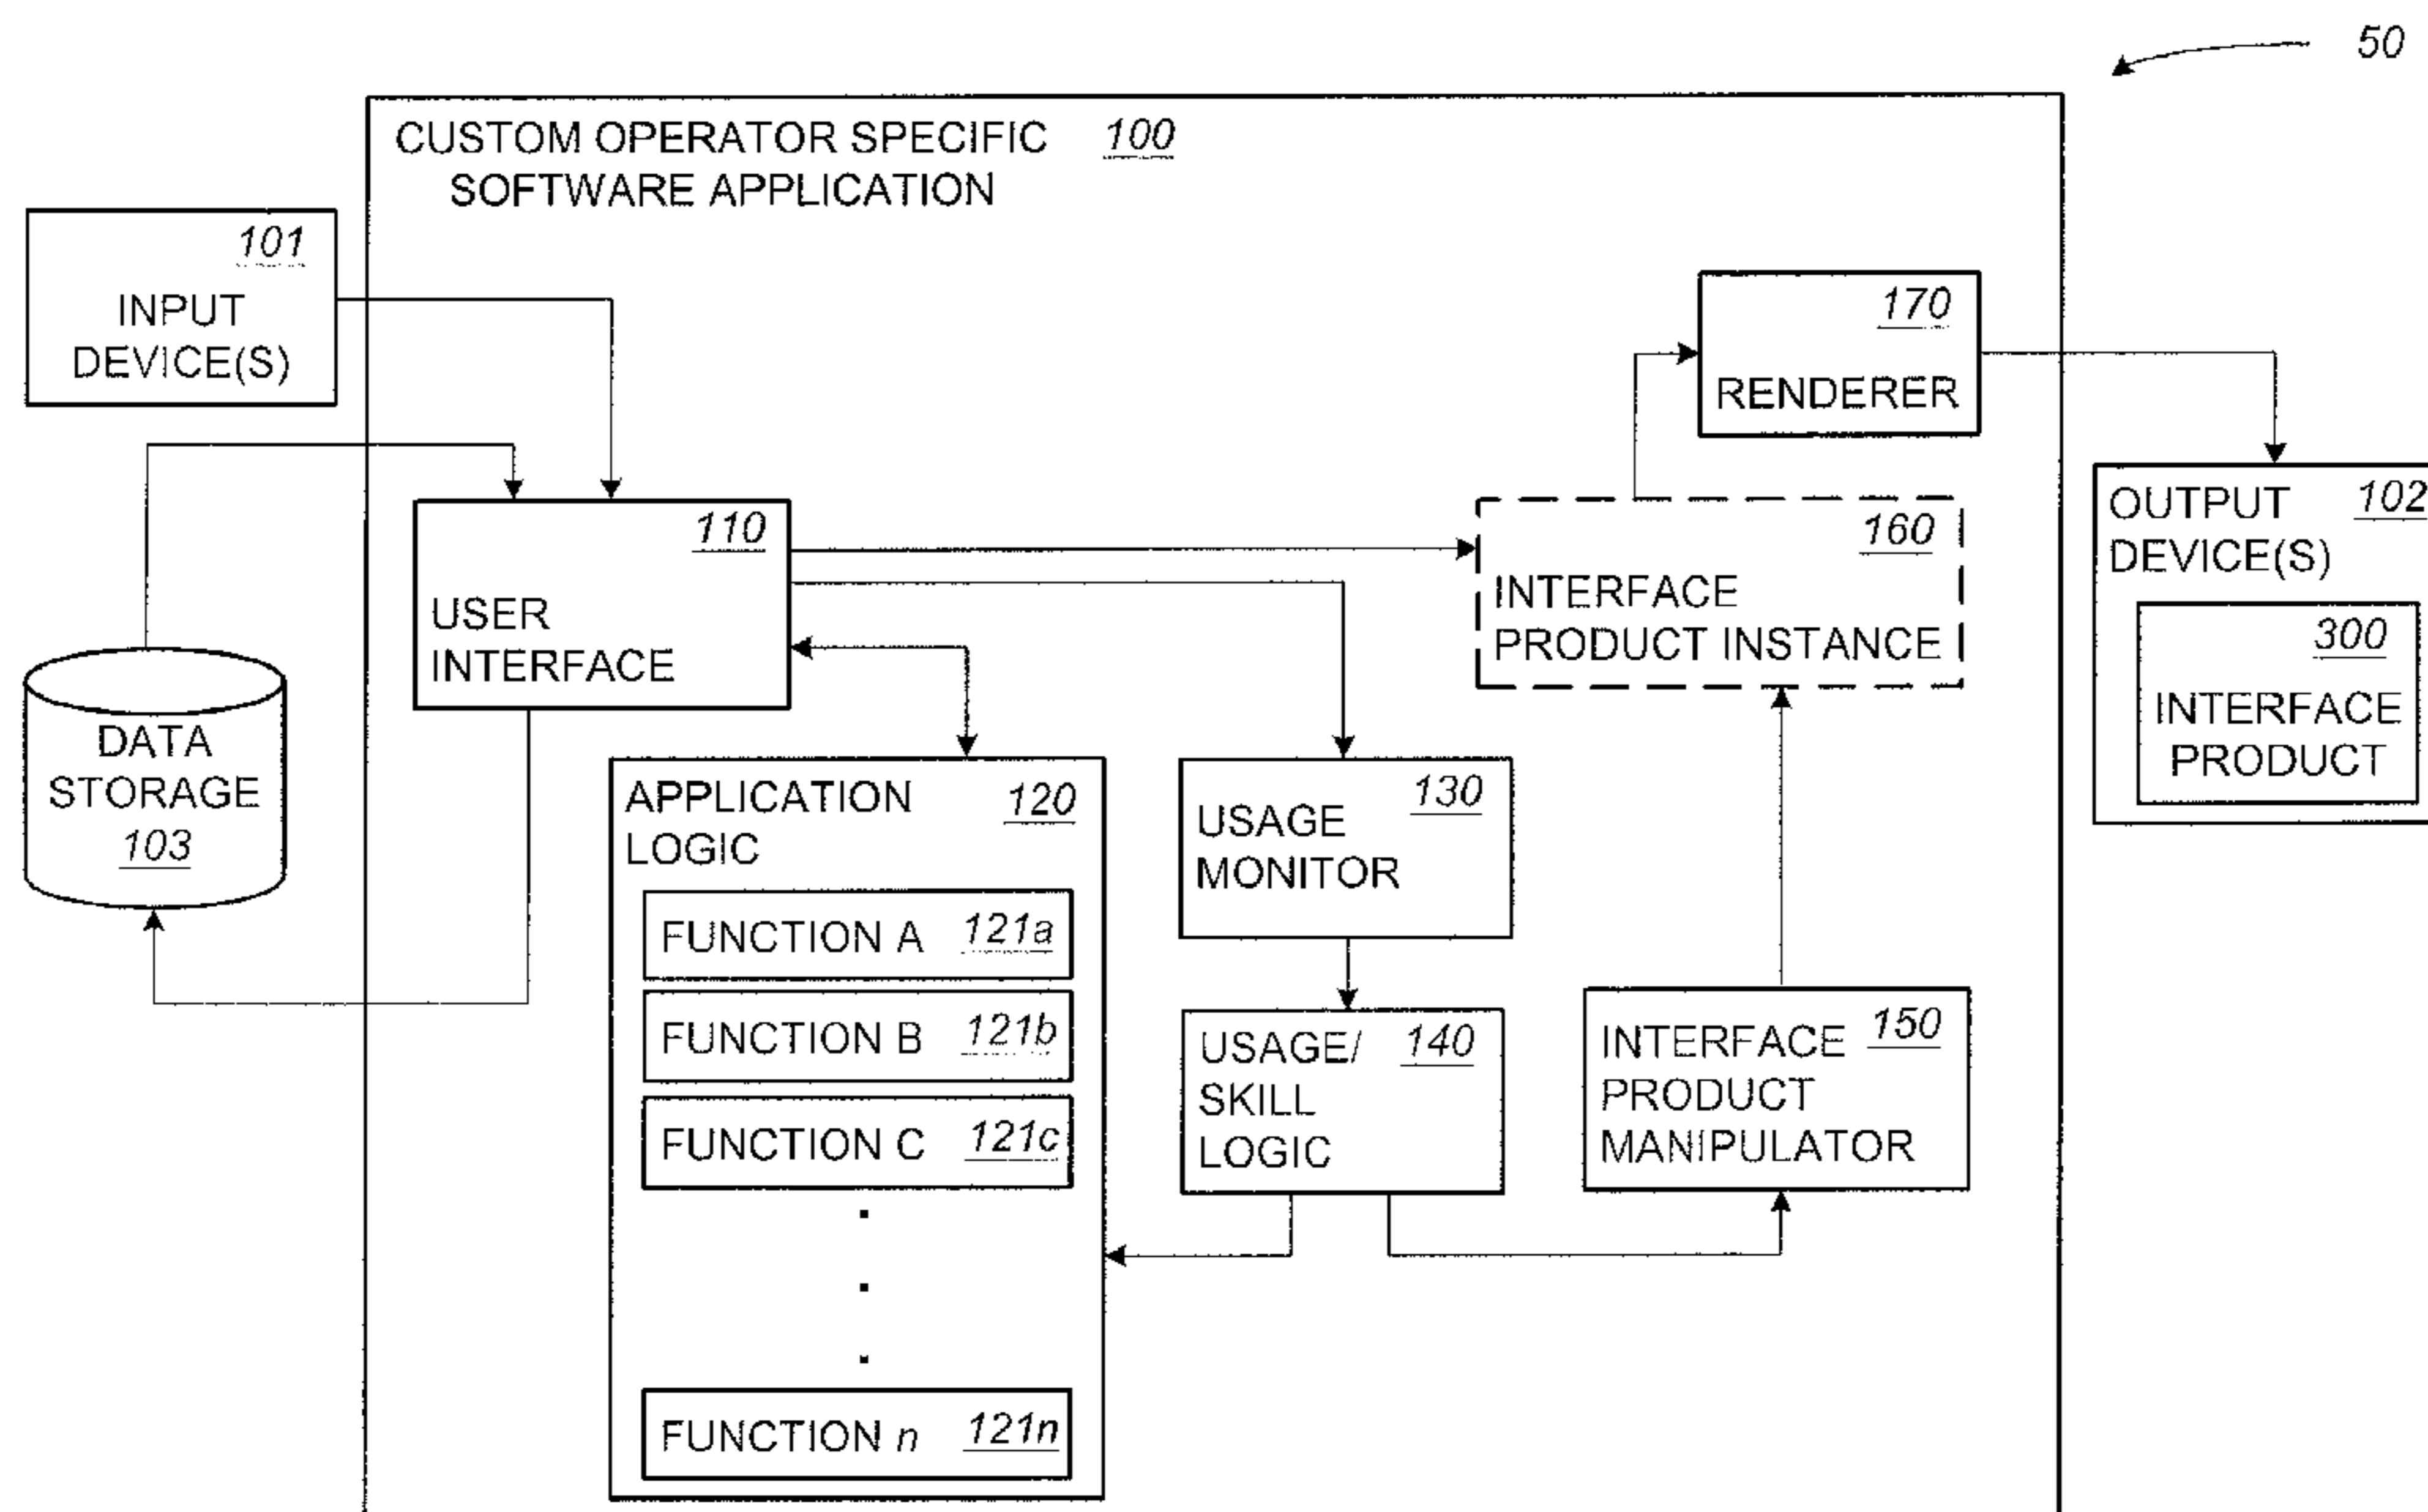 50
CUSTOM OPERATOR SPECIFIC 100
SOFTWARE APPLICATION
101
INPUT
DEVICE(S)
170
RENDERER
110
USER
INTERFACE
160
INTERFACE
PRODUCT INSTANCE
OUTPUT 102
DEVICE(S)
300
INTERFACE
PRODUCT
DATA
STORAGE
103
APPLICATION 120
LOGIC
FUNCTION A 121a
FUNCTION B 121b
FUNCTION C 121c
.
.
.
FUNCTION n 121n
130
USAGE
MONITOR
USAGE/ 140
SKILL
LOGIC
INTERFACE 150
PRODUCT
MANIPULATOR